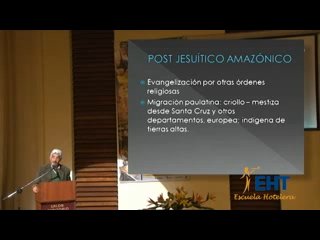 POST JESUÍTICO AMAZÓNICO
Evangelización por otras órdenes
religiosas
Migración paulatina: criollo – mestiza
desde Santa Cruz y otros
departamentos, europea; indígena de
tierras altas.
EHT
Escuela Hotelera
SALON